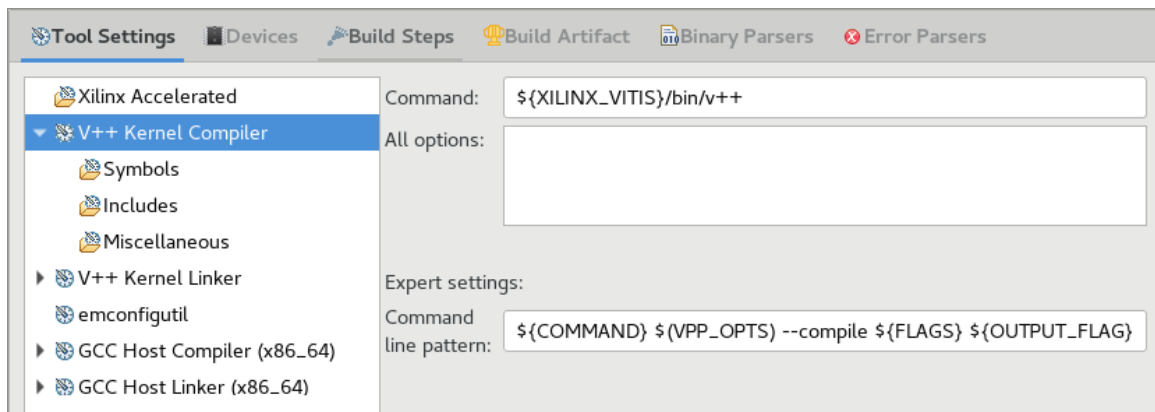 Tool Settings Devices Build Steps Build Artifact Binary Parsers Error Parsers
Xilinx Accelerated
V++ Kernel Compiler
Symbols
Includes
Miscellaneous
V++ Kernel Linker
emconfigutil
GCC Host Compiler (x86_64)
GCC Host Linker (x86_64)
Command: ${XILINX_VITIS}/bin/v++
All options:
Expert settings:
Command
line pattern: ${COMMAND} $(VPP_OPTS) --compile ${FLAGS} ${OUTPUT_FLAG}